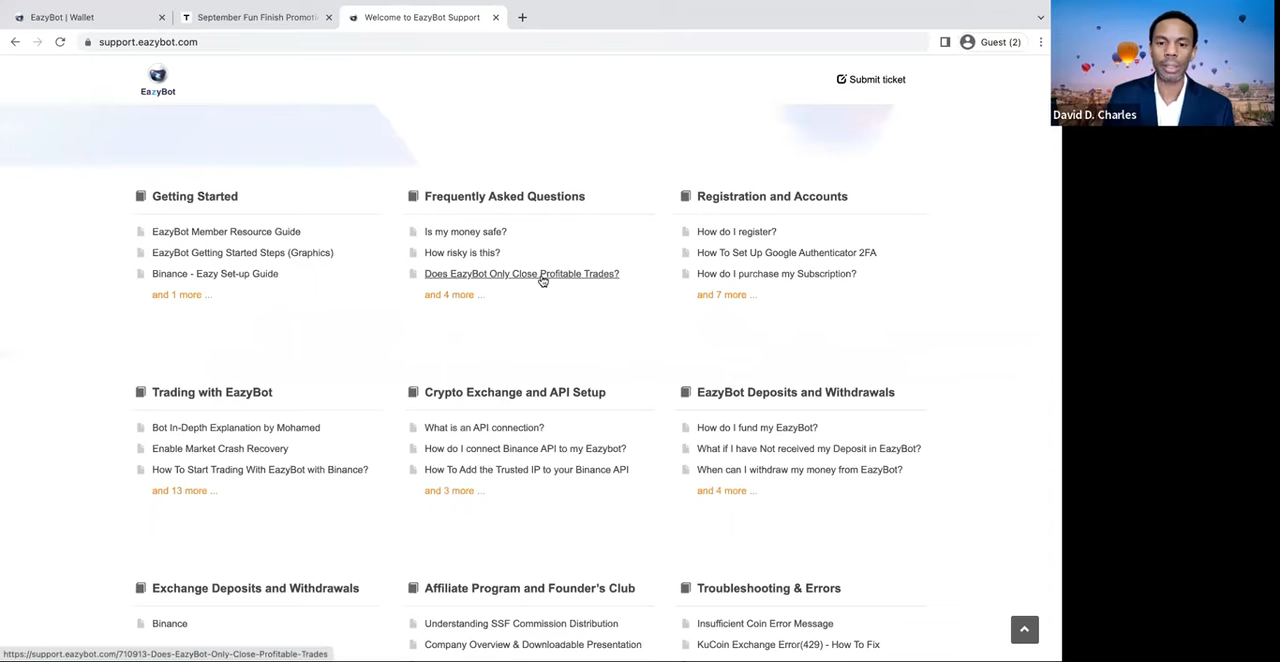 EazyBot | Wallet
September Fun Finish Promoti
Welcome to EazyBot Support
support.eazybot.com
Guest (2)
EazyBot
Submit ticket
David D. Charles
Getting Started
EazyBot Member Resource Guide
EazyBot Getting Started Steps (Graphics)
Binance - Eazy Set-up Guide
and 1 more ...
Frequently Asked Questions
Is my money safe?
How risky is this?
Does EazyBot Only Close Profitable Trades?
and 4 more ...
Registration and Accounts
How do I register?
How To Set Up Google Authenticator 2FA
How do I purchase my Subscription?
and 7 more ...
Trading with EazyBot
Bot In-Depth Explanation by Mohamed
Enable Market Crash Recovery
How To Start Trading With EazyBot with Binance?
and 13 more ...
Crypto Exchange and API Setup
What is an API connection?
How do I connect Binance API to my Eazybot?
How To Add the Trusted IP to your Binance API
and 3 more ...
EazyBot Deposits and Withdrawals
How do I fund my EazyBot?
What if I have Not received my Deposit in EazyBot?
When can I withdraw my money from EazyBot?
and 4 more ...
Exchange Deposits and Withdrawals
Binance
Affiliate Program and Founder's Club
Understanding SSF Commission Distribution
Company Overview & Downloadable Presentation
Troubleshooting & Errors
Insufficient Coin Error Message
KuCoin Exchange Error(429) - How To Fix
https://support.eazybot.com/710913-Does-EazyBot-Only-Close-Profitable-Trades